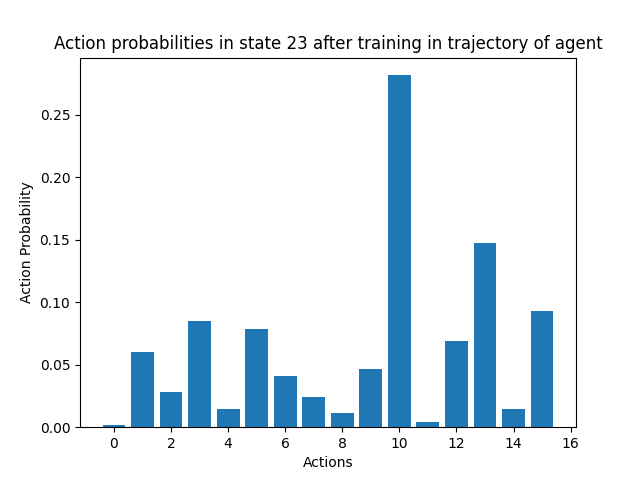 Action probabilities in state 23 after training in trajectory of agent
0.25
0.20
0.15
0.10
0.05
0.00
Action Probability
0 2 4 6 8 10 12 14 16
Actions